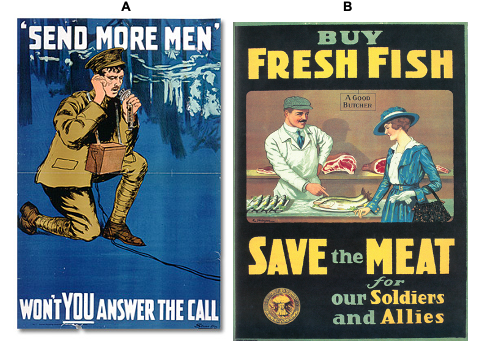 A
'SEND MORE MEN'
WON'T YOU ANSWER THE CALL
B
BUY
FRESH FISH
A GOOD
BUTCHER
SAVE the MEAT
for
our Soldiers
and Allies